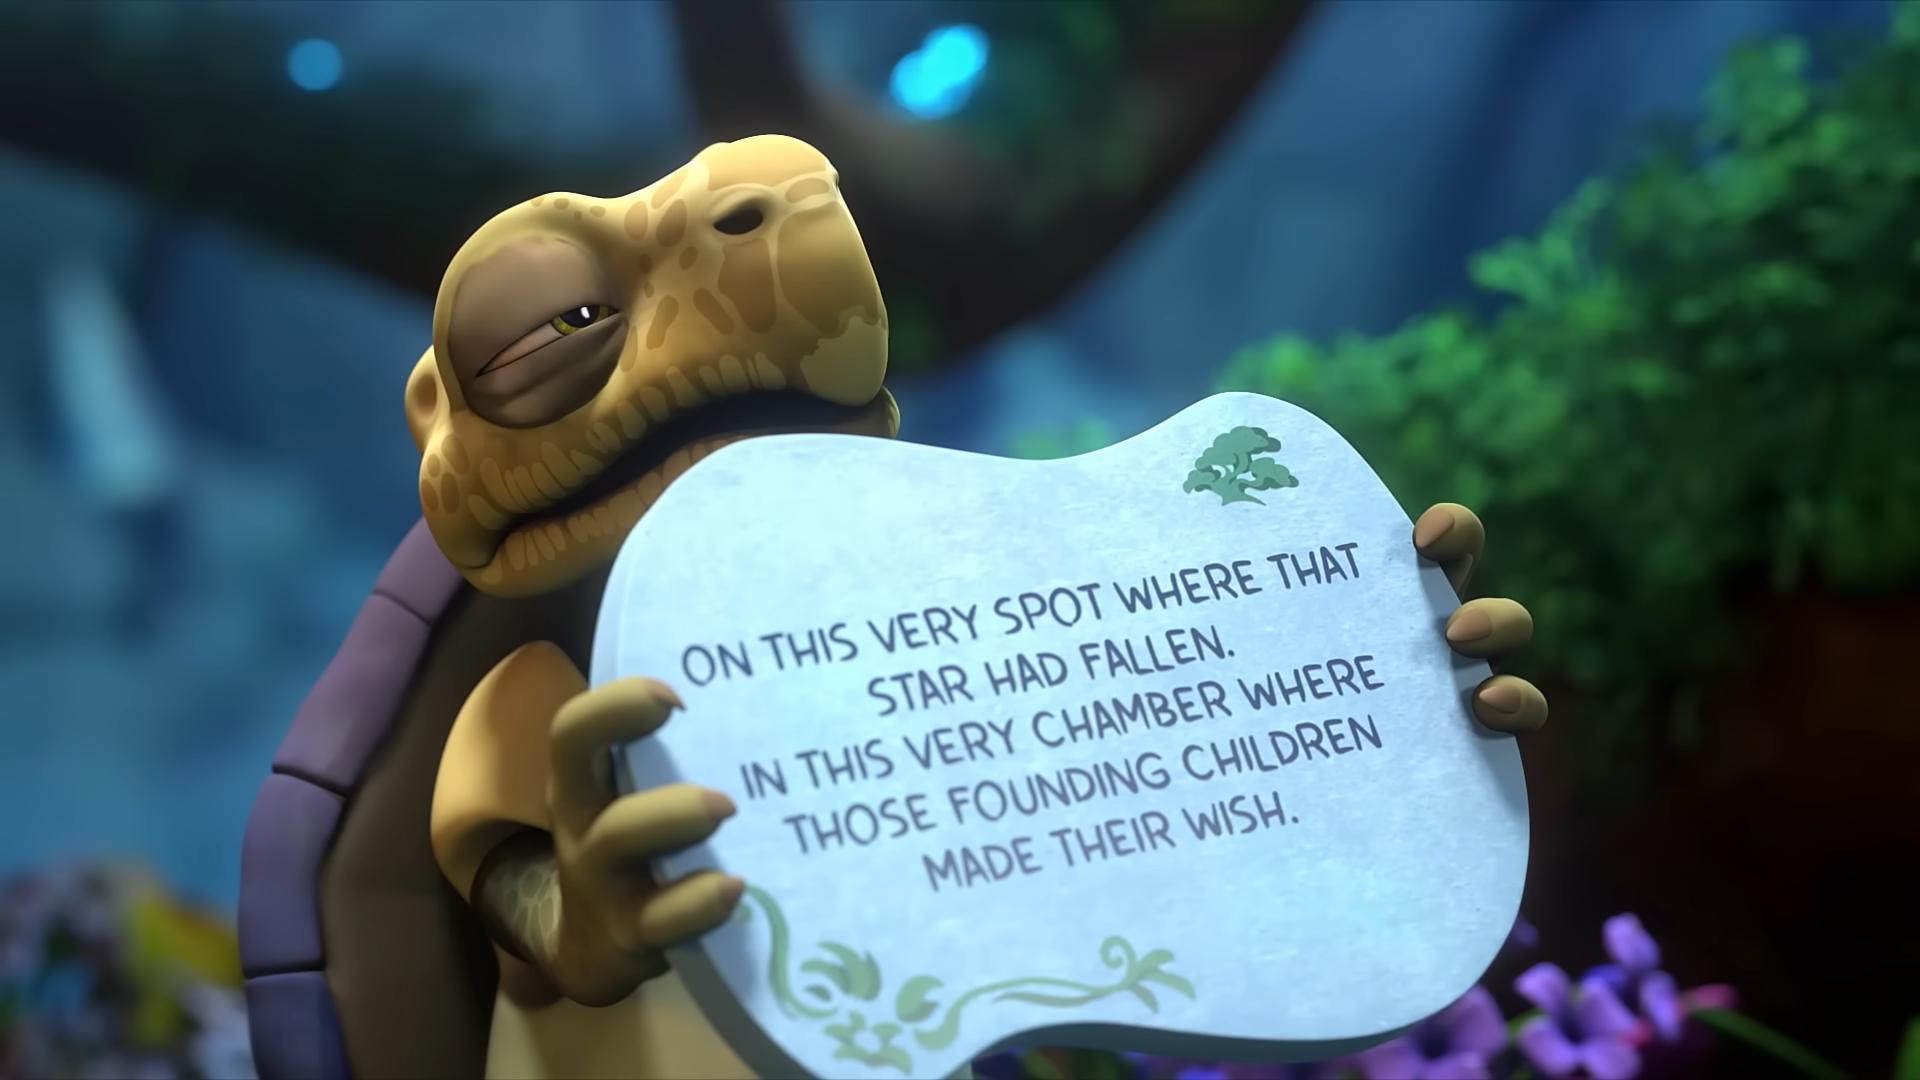 ON THIS VERY SPOT WHERE THAT
STAR HAD FALLEN.
IN THIS VERY CHAMBER WHERE
THOSE FOUNDING CHILDREN
MADE THEIR WISH.